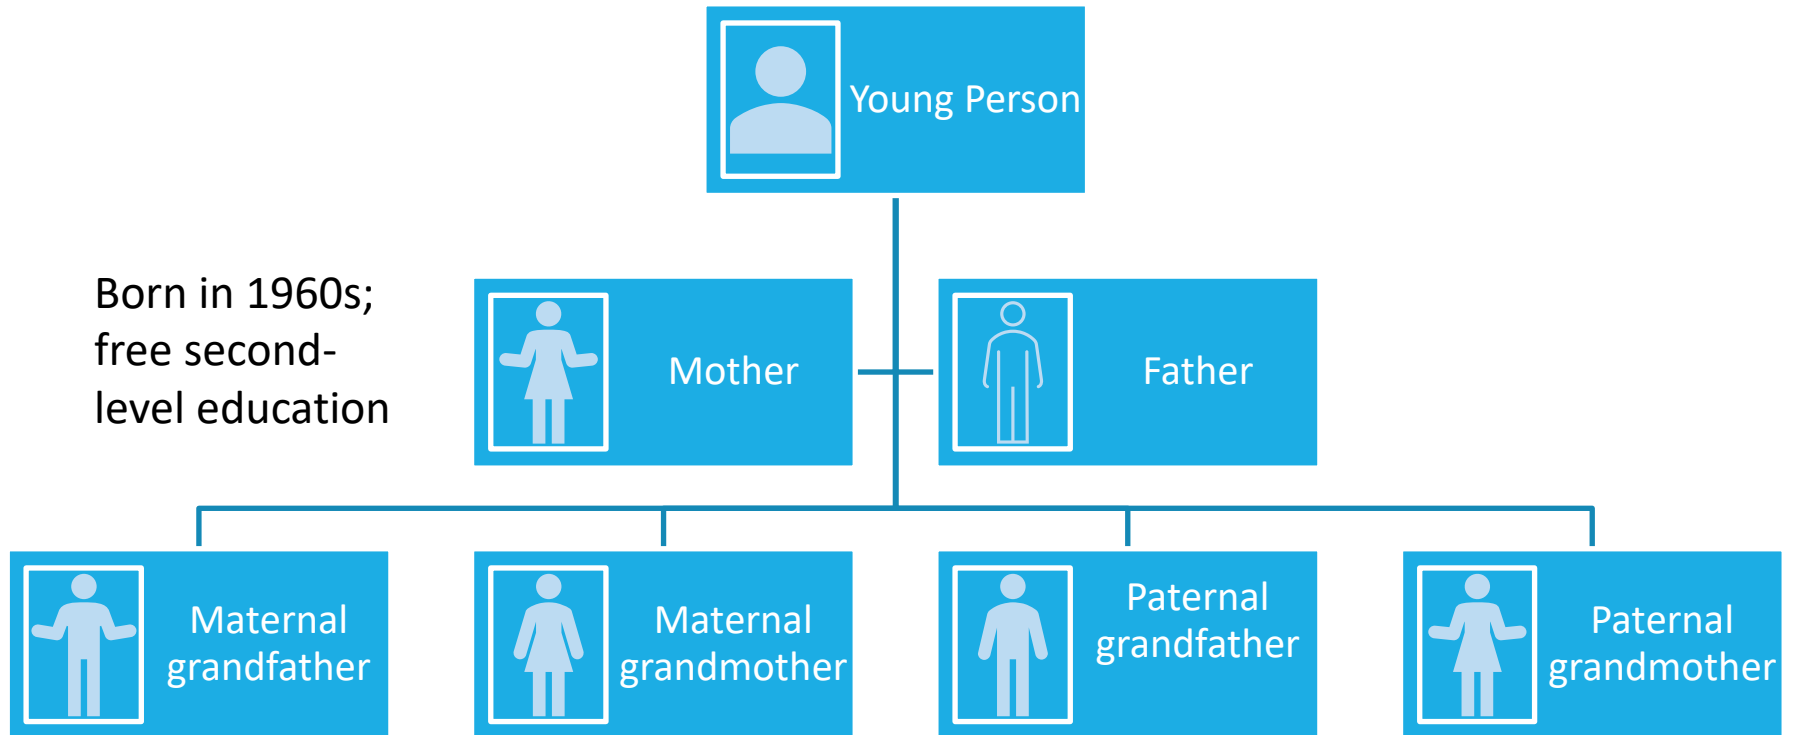 Young Person
Born in 1960s;
free second-
level education
Mother
Father
Maternal
grandfather
Maternal
grandmother
Paternal
grandfather
Paternal
grandmother